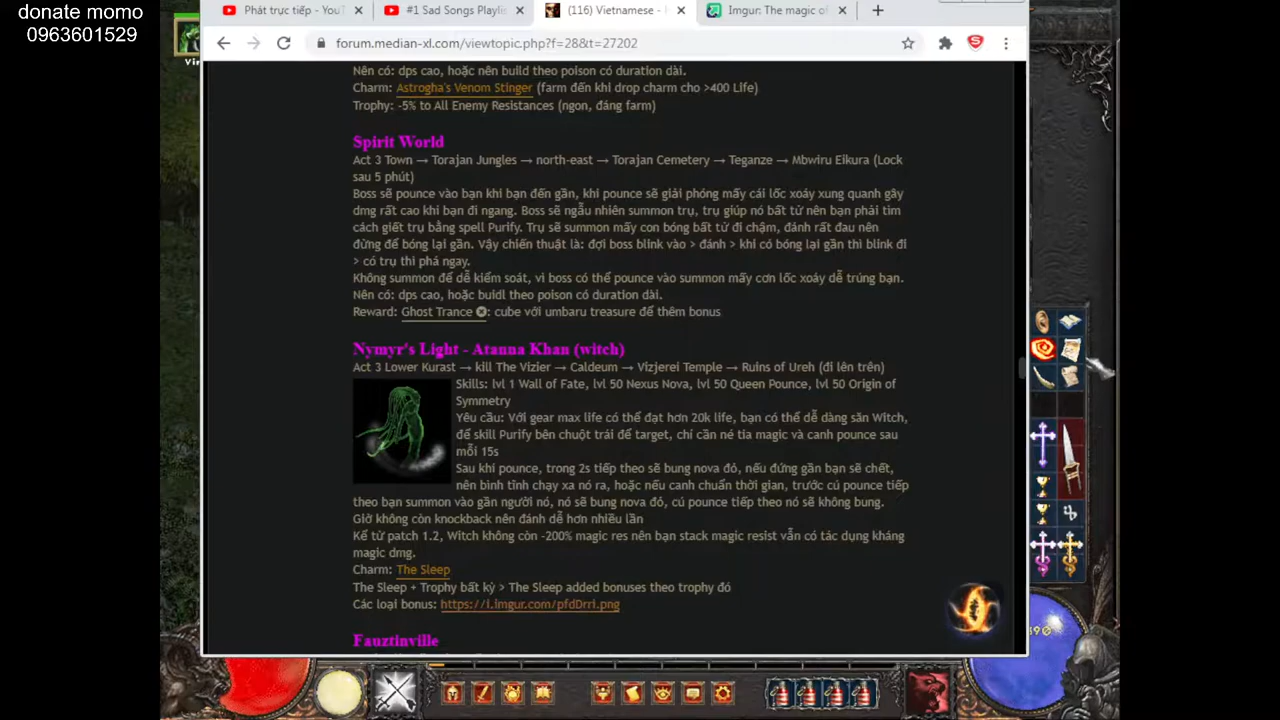 donate momo
0963601529
Phát trực tiếp - YouT
#1 Sad Songs Playlis
(116) Vietnamese -
Imgur: The magic of
forum.median-xl.com/viewtopic.php?f=28&t=27202
Nên có: dps cao, hoặc nên build theo poison có duration dài.
Charm: Astrogha's Venom Stinger (farm đến khi drop charm cho >400 Life)
Trophy: -5% to All Enemy Resistances (ngon, đáng farm)
Spirit World
Act 3 Town → Torajan Jungles → north-east → Torajan Cemetery → Teganze → Mbwiru Eikura (Lock
sau 5 phút)
Boss sẽ pounce vào bạn khi bạn đến gần, khi pounce sẽ giải phóng mấy cái lốc xoáy xung quanh gây
dmg rất cao khi bạn đi ngang. Boss sẽ ngẫu nhiên summon trụ, trụ giúp nó bất tử nên bạn phải tìm
cách giết trụ bằng spell Purify. Trụ sẽ summon mấy con bóng bất tử đi chậm, đánh rất đau nên
đừng để bóng lại gần. Vậy chiến thuật là: đợi boss blink vào > đánh > khi có bóng lại gần thì blink đi
> có trụ thì phá ngay.
Không summon để dễ kiểm soát, vì boss có thể pounce vào summon mấy cơn lốc xoáy dễ trúng bạn.
Nên có: dps cao, hoặc buidl theo poison có duration dài.
Reward: Ghost Trance : cube với umbaru treasure để thêm bonus
Nymyr's Light - Atanna Khan (witch)
Act 3 Lower Kurast → kill The Vizier → Caldeum → Vizjerei Temple → Ruins of Ureh (đi lên trên)
Skills: lvl 1 Wall of Fate, lvl 50 Nexus Nova, lvl 50 Queen Pounce, lvl 50 Origin of
Symmetry
Yêu cầu: Với gear max life có thể đạt hơn 20k life, bạn có thể dễ dàng săn Witch,
để skill Purify bên chuột trái để target, chỉ cần né tia magic và canh pounce sau
mỗi 15s
Sau khi pounce, trong 2s tiếp theo sẽ bung nova đỏ, nếu đứng gần bạn sẽ chết,
nên bình tĩnh chạy xa nó ra, hoặc nếu canh chuẩn thời gian, trước cú pounce tiếp
theo bạn summon vào gần người nó, nó sẽ bung nova đó, cú pounce tiếp theo nó sẽ không bung.
Giờ không còn knockback nên đánh dễ hơn nhiều lần
Kể từ patch 1.2, Witch không còn -200% magic res nên bạn stack magic resist vẫn có tác dụng kháng
magic dmg.
Charm: The Sleep
The Sleep + Trophy bất kỳ > The Sleep added bonuses theo trophy đó
Các loại bonus: https://i.imgur.com/pfdDrri.png
Fauztinville